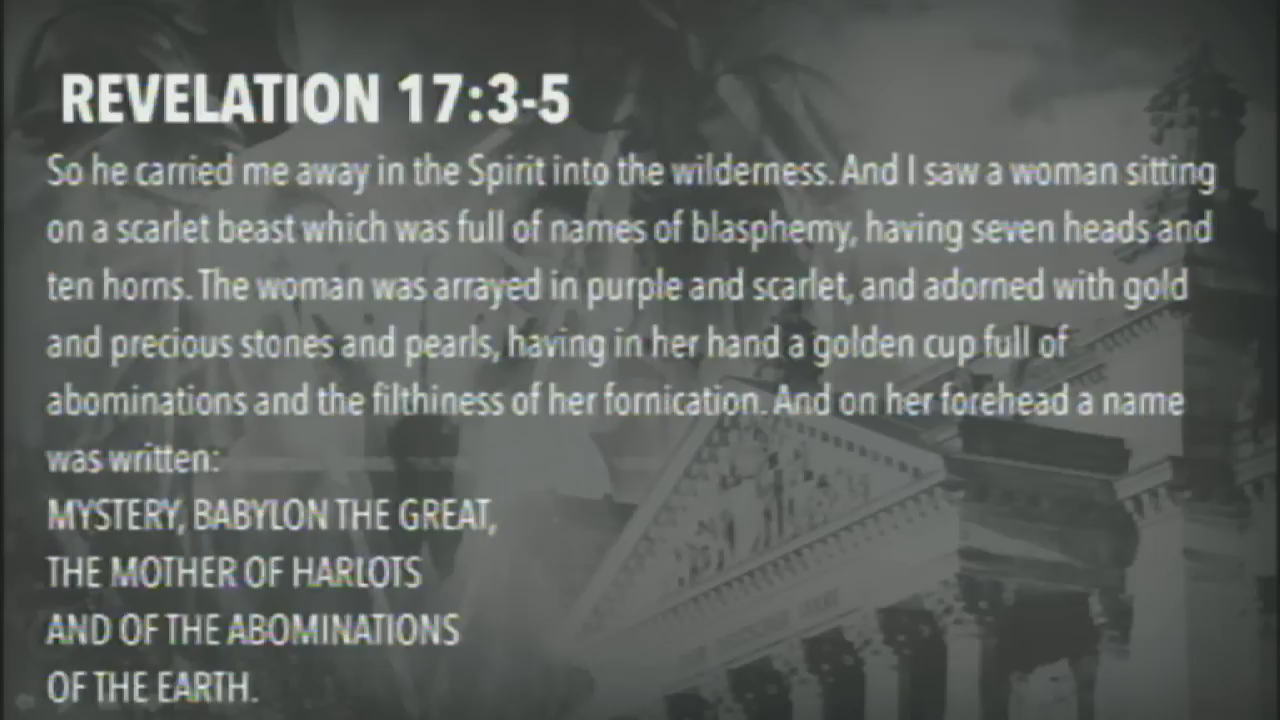 REVELATION 17:3-5
So he carried me away in the Spirit into the wilderness. And I saw a woman sitting
on a scarlet beast which was full of names of blasphemy, having seven heads and
ten horns. The woman was arrayed in purple and scarlet, and adorned with gold
and precious stones and pearls, having in her hand a golden cup full of
abominations and the filthiness of her fornication. And on her forehead a name
was written:
MYSTERY, BABYLON THE GREAT,
THE MOTHER OF HARLOTS
AND OF THE ABOMINATIONS
OF THE EARTH.